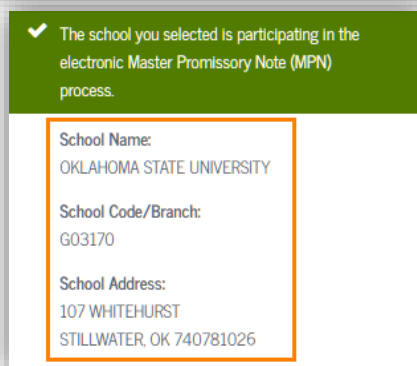 The school you selected is participating in the
electronic Master Promissory Note (MPN)
process.
School Name:
OKLAHOMA STATE UNIVERSITY
School Code/Branch:
G03170
School Address:
107 WHITEHURST
STILLWATER, OK 740781026